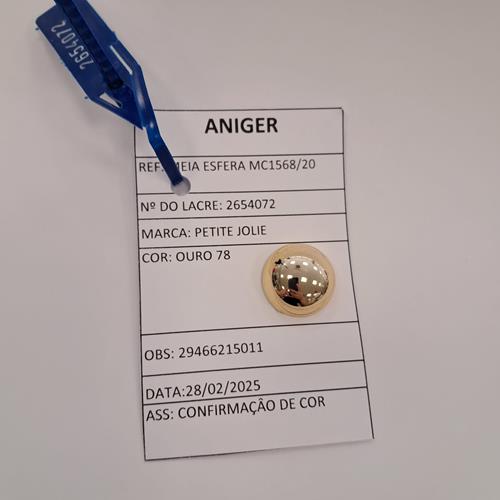 2654072
ANIGER
REF: MEIA ESFERA MC1568/20
Nº DO LACRE: 2654072
MARCA: PETITE JOLIE
COR: OURO 78
OBS: 29466215011
DATA:28/02/2025
ASS: CONFIRMAÇÂO DE COR